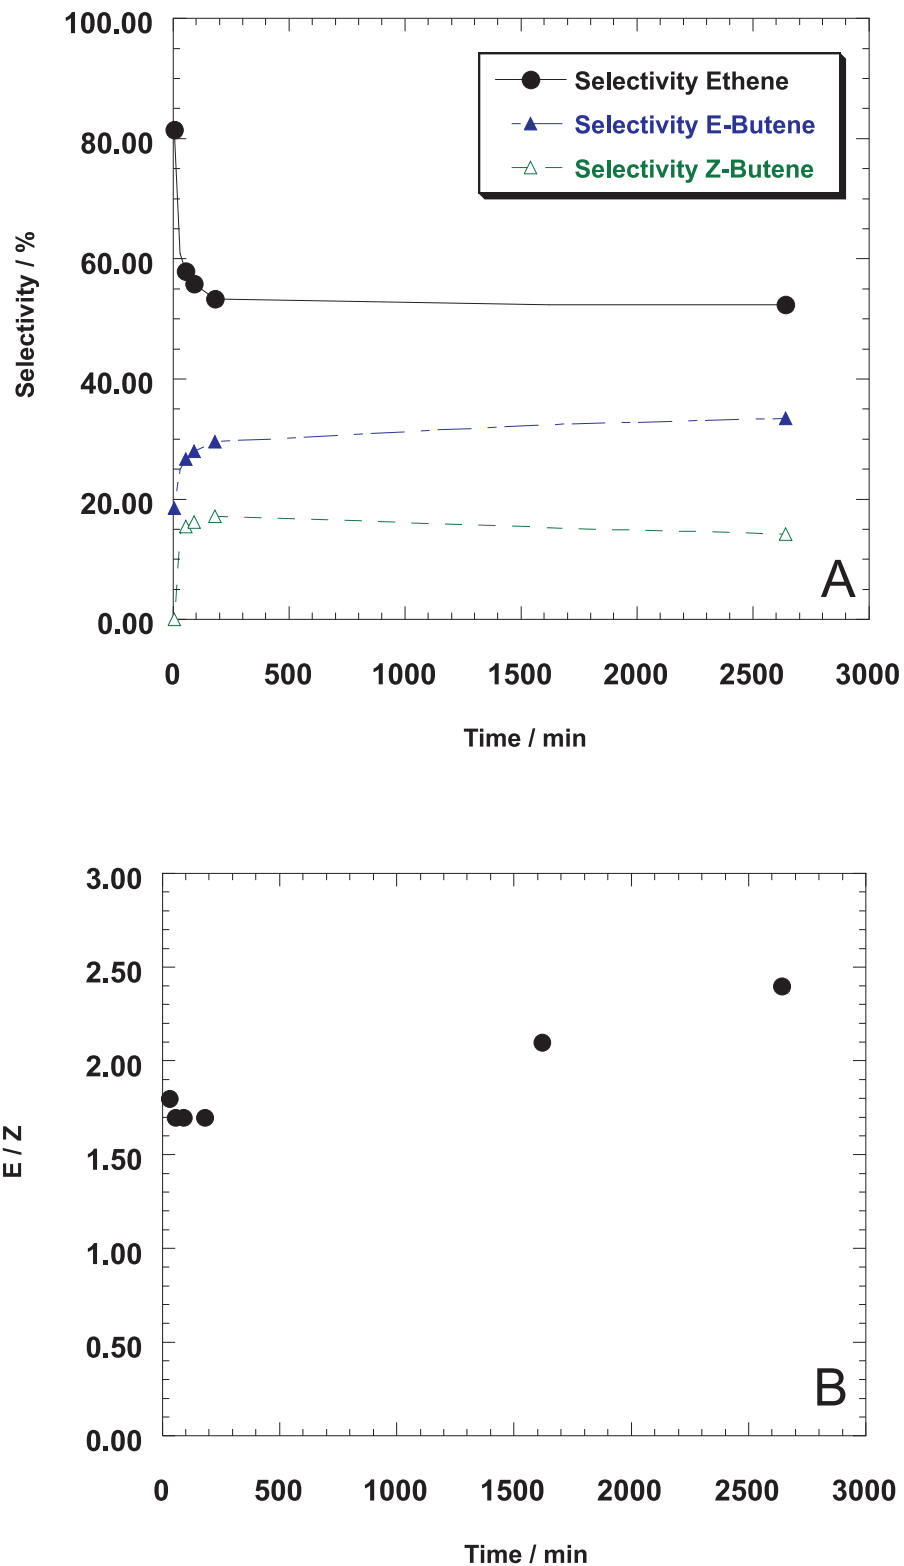 100.00
80.00
60.00
40.00
20.00
0.00
Selectivity / %
Selectivity Ethene
Selectivity E-Butene
Selectivity Z-Butene
A
0 500 1000 1500 2000 2500 3000
Time / min
3.00
2.50
2.00
1.50
1.00
0.50
0.00
E / Z
B
0 500 1000 1500 2000 2500 3000
Time / min